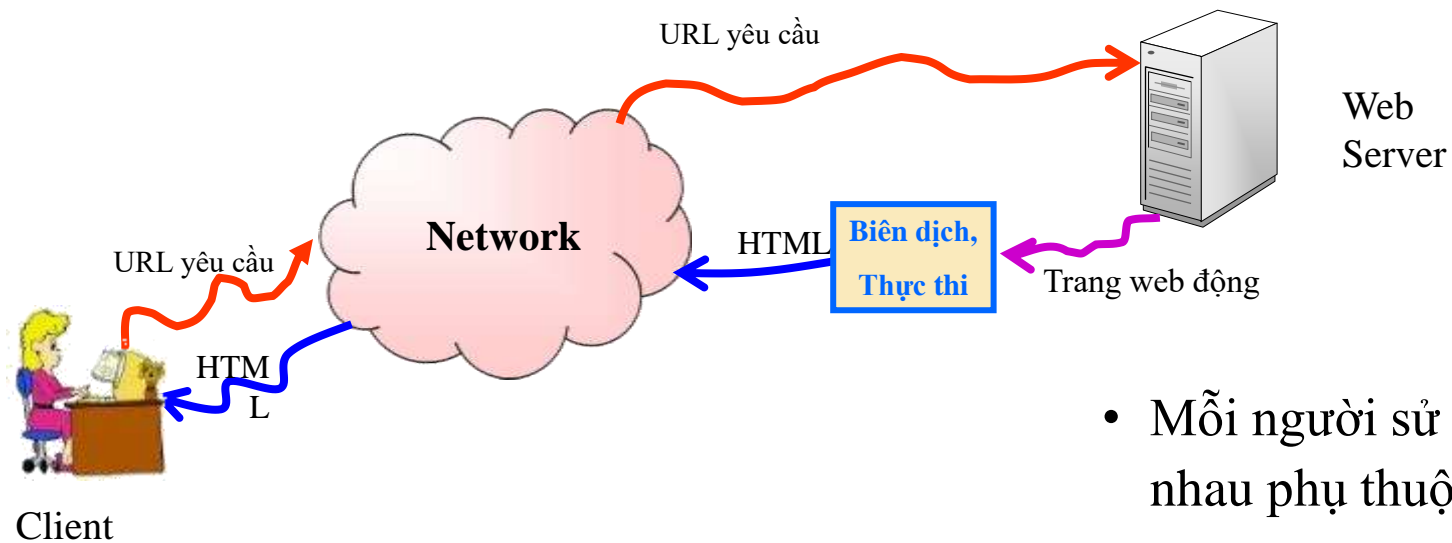 URL yêu cầu
Web
Server
Network
HTML
Biên dịch,
Thực thi
URL yêu cầu
Trang web động
HTM
L
• Mỗi người sử
nhau phụ thuộ
Client